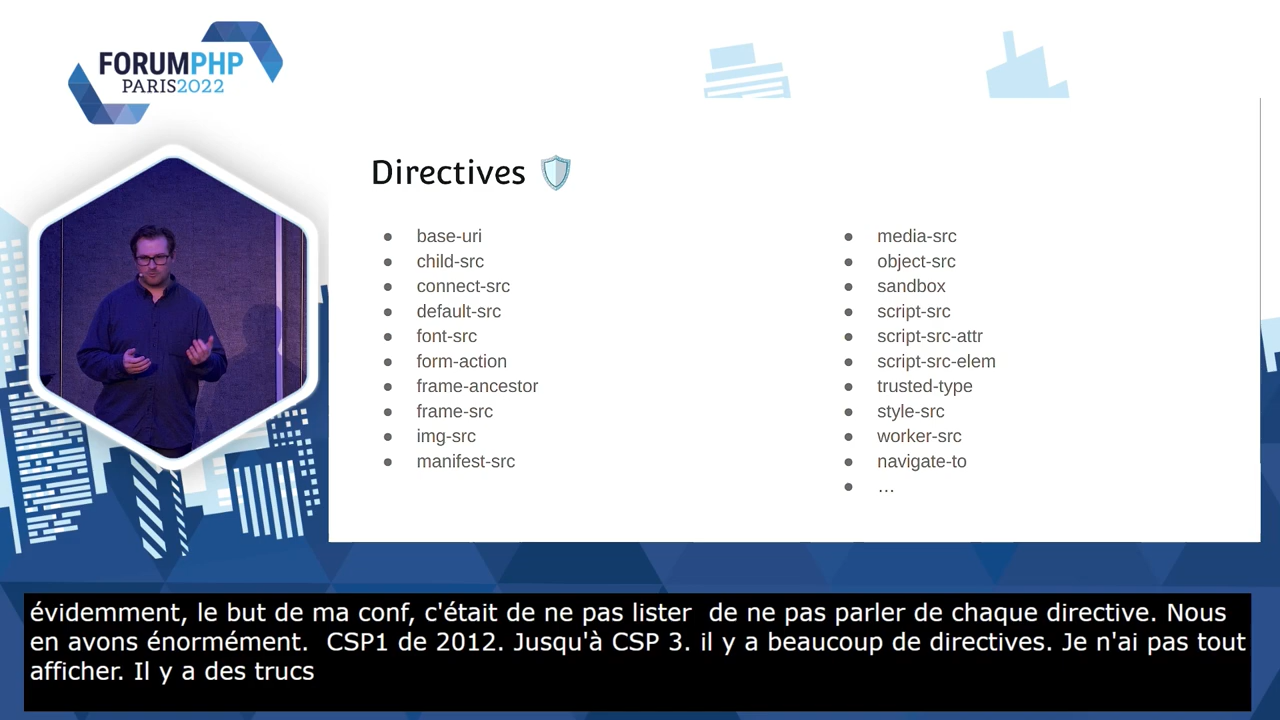 FORUMPHP
PARIS2022
Directives
base-uri
child-src
connect-src
default-src
font-src
form-action
frame-ancestor
frame-src
img-src
manifest-src
media-src
object-src
sandbox
script-src
script-src-attr
script-src-elem
trusted-type
style-src
worker-src
navigate-to
…
évidemment, le but de ma conf, c'était de ne pas lister  de ne pas parler de chaque directive. Nous
en avons énormément.  CSP1 de 2012. Jusqu'à CSP 3. il y a beaucoup de directives. Je n'ai pas tout
afficher. Il y a des trucs